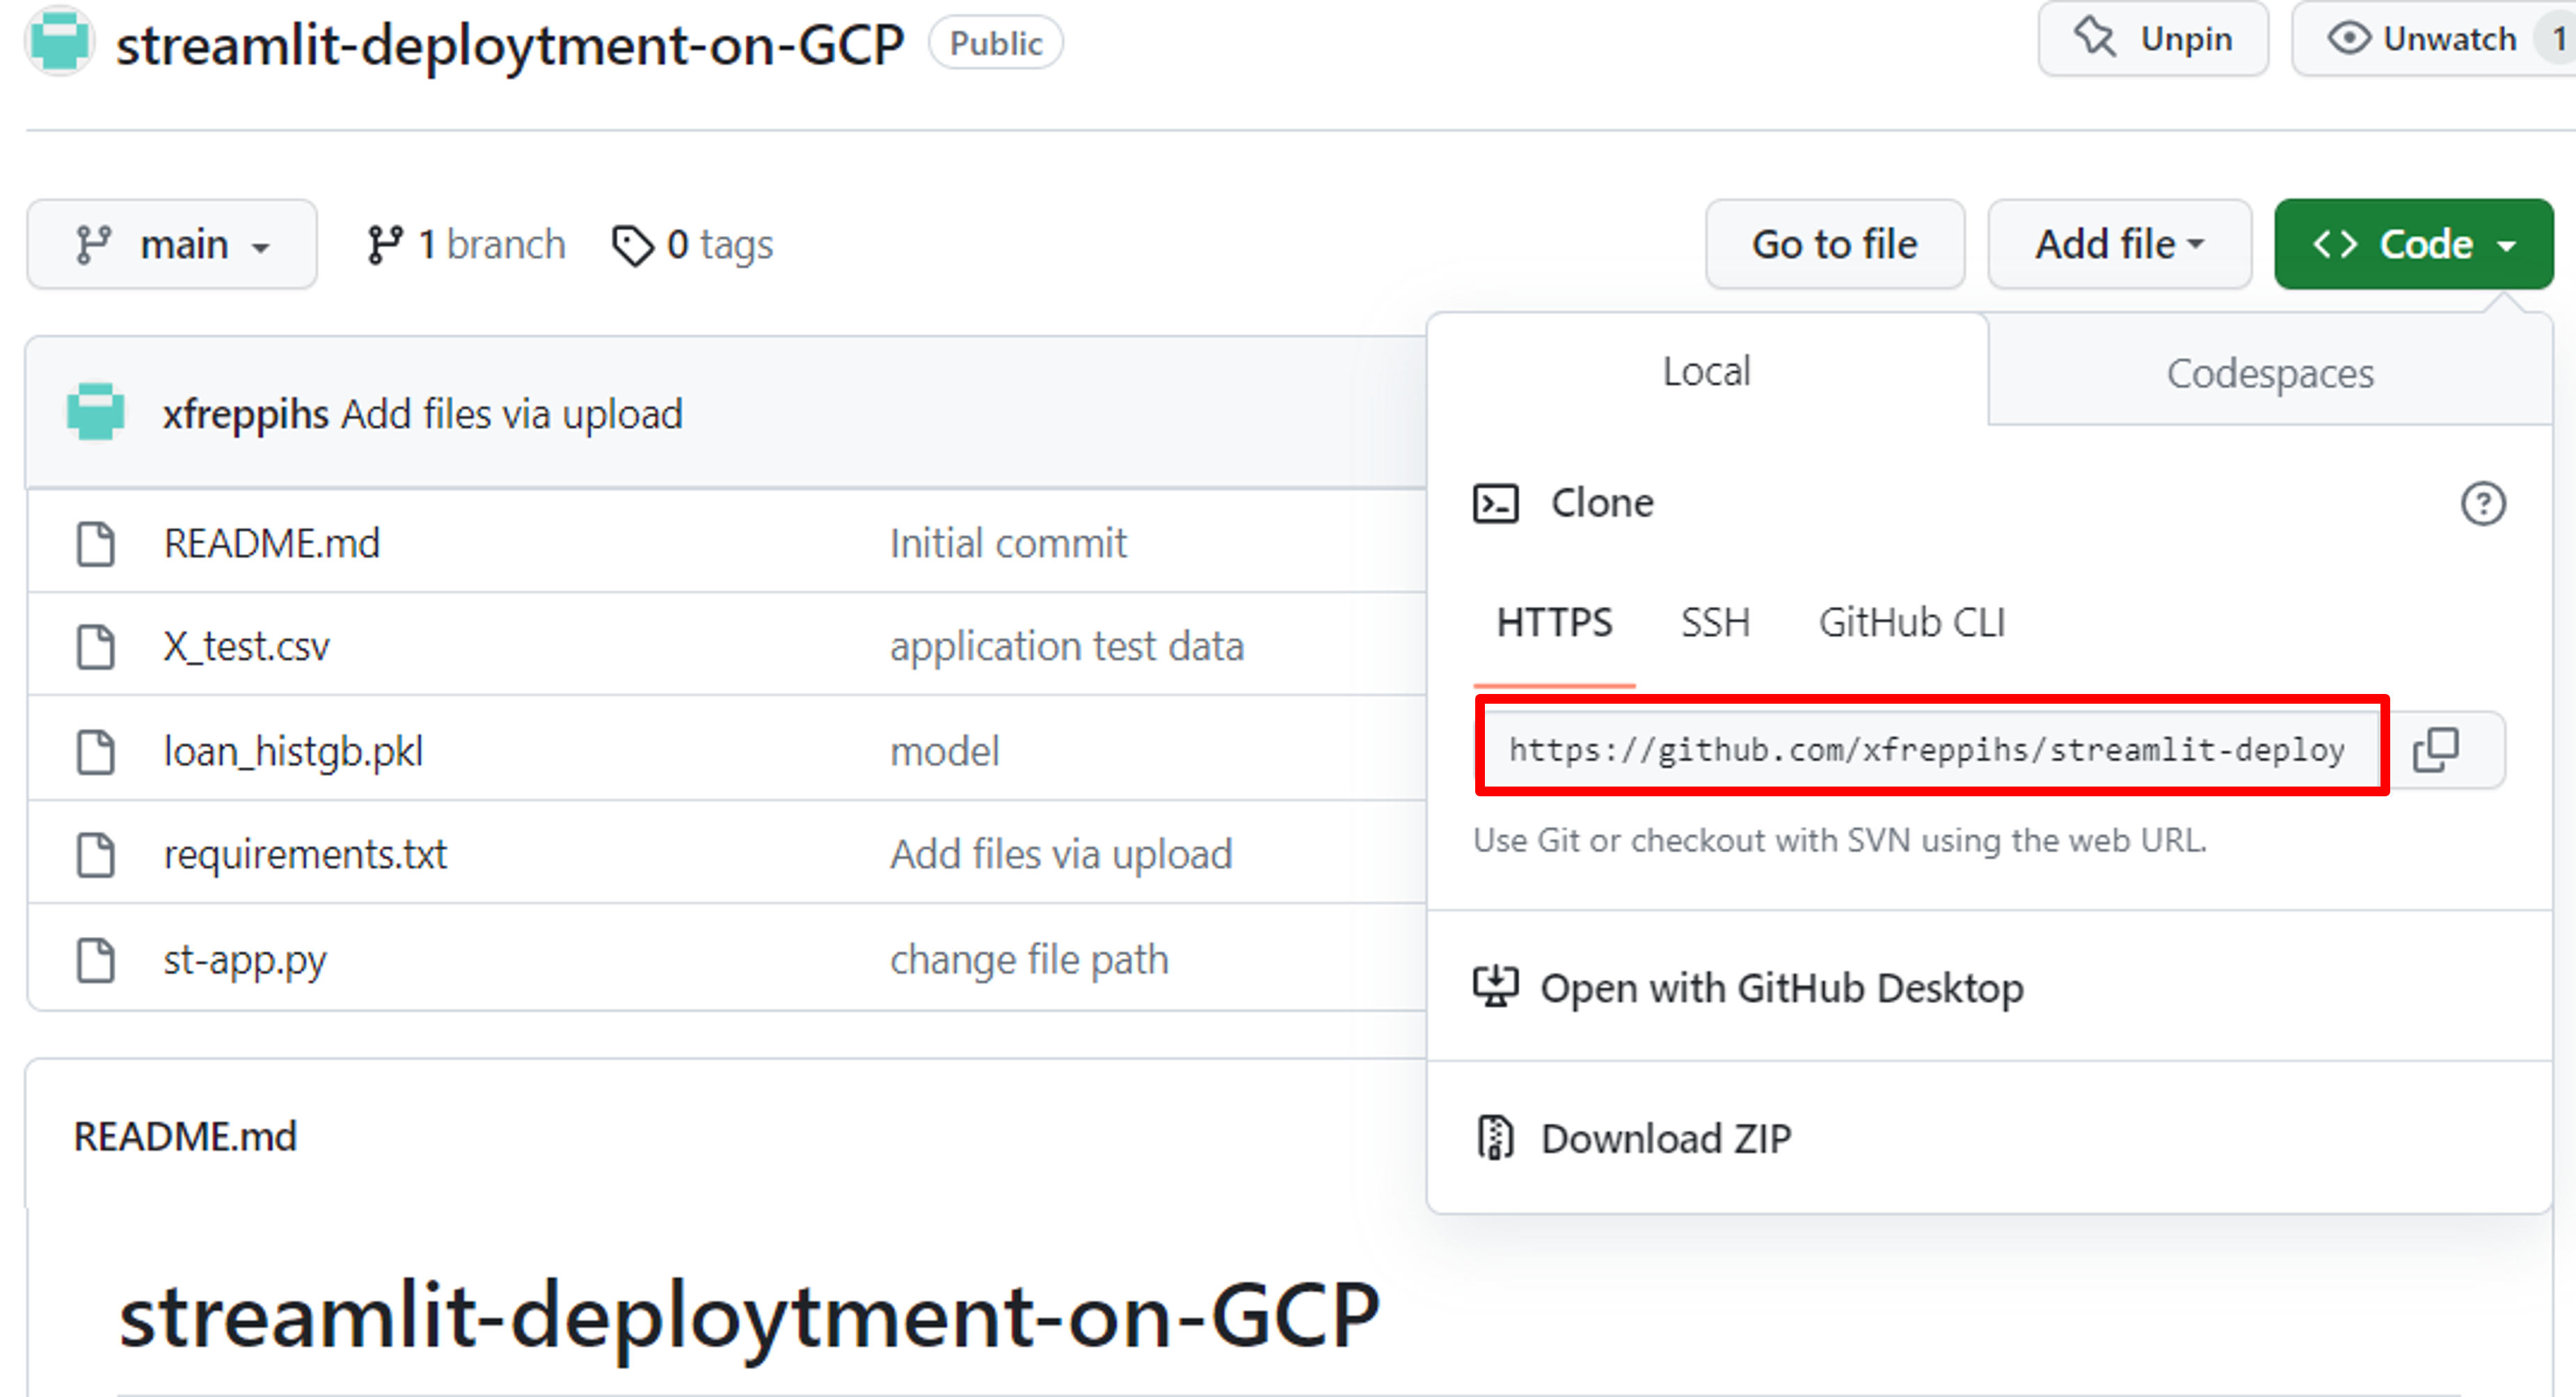 streamlit-deploytment-on-GCP Public Unpin Unwatch 1
main 1 branch 0 tags Go to file Add file Code
xfreppihs Add files via upload
README.md Initial commit
X_test.csv application test data
loan_histgb.pkl model
requirements.txt Add files via upload
st-app.py change file path
Local Codespaces
Clone
HTTPS SSH GitHub CLI
https://github.com/xfreppihs/streamlit-deploy
Use Git or checkout with SVN using the web URL.
Open with GitHub Desktop
Download ZIP
README.md
streamlit-deploytment-on-GCP